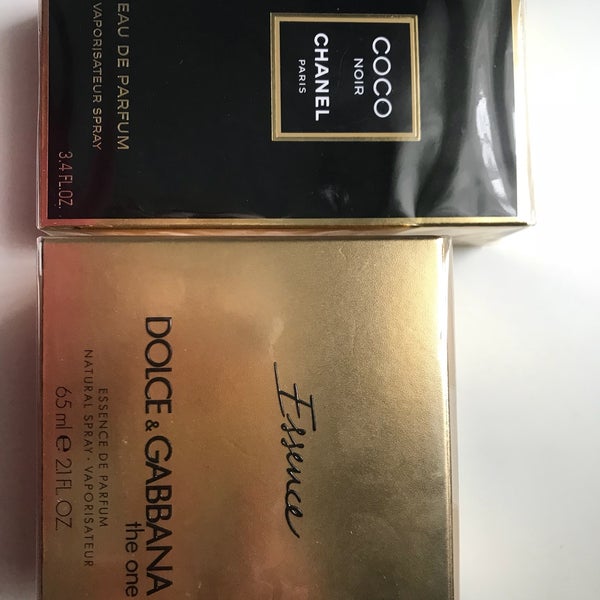 COCO
NOIR
CHANEL
PARIS
EAU DE PARFUM
VAPORISATEUR SPRAY
3.4 FL.OZ.
Essence
DOLCE & GABBANA
the one
ESSENCE DE PARFUM
NATURAL SPRAY · VAPORISATEUR
65 ml e 2.1 FL.OZ.